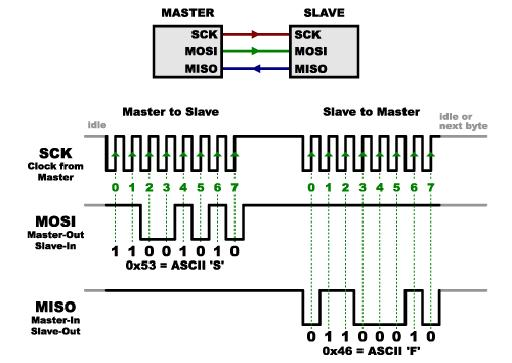 MASTER SLAVE
SCK SCK
MOSI MOSI
MISO MISO
idle Master to Slave Slave to Master idle or
next byte
SCK
Clock from
Master
0 1 2 3 4 5 6 7 0 1 2 3 4 5 6 7
MOSI
Master-Out
Slave-In
1 1 0 0 1 0 1 0
0x53 = ASCII 'S'
MISO
Master-In
Slave-Out
0 1 1 0 0 0 1 0
0x46 = ASCII 'F'